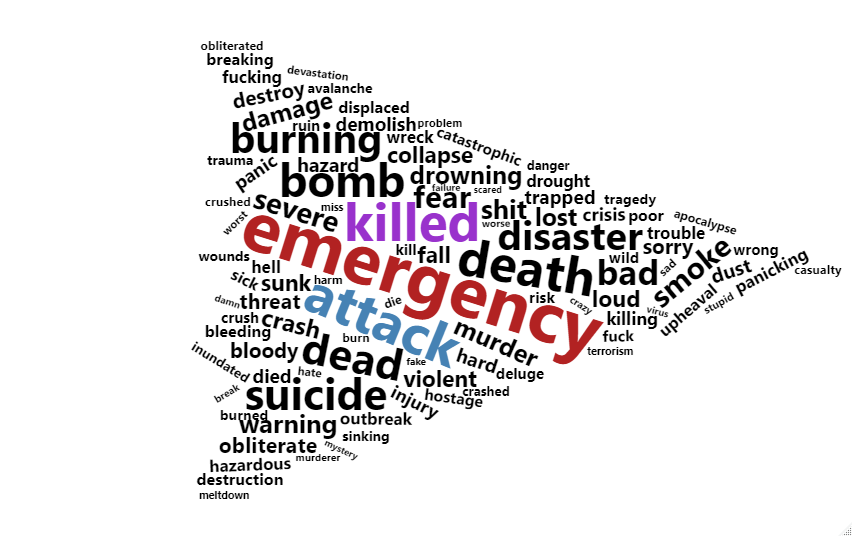 obliterated
breaking
fucking
devastation
destroy
avalanche
damage
displaced
ruin
demolish
problem
burning
wreck
catastrophic
collapse
trauma
panic
hazard
drowning
danger
bomb
drought
failure
scared
fear
trapped
tragedy
crushed
severe
miss
killed
shit
lost
crisis
poor
apocalypse
worst
worse
disaster
trouble
emergency
kill
fall
death
wild
sorry
wrong
wounds
hell
bad
sad
smoke
dust
panicking
casualty
sick
sunk
harm
attack
die
risk
crazy
loud
upheaval
stupid
damn
threat
virus
crush
crash
killing
bleeding
burn
murder
fuck
terrorism
inundated
bloody
dead
fake
hard
deluge
died
hate
violent
crashed
break
suicide
injury
hostage
burned
warning
outbreak
sinking
obliterate
mystery
hazardous
murderer
destruction
meltdown